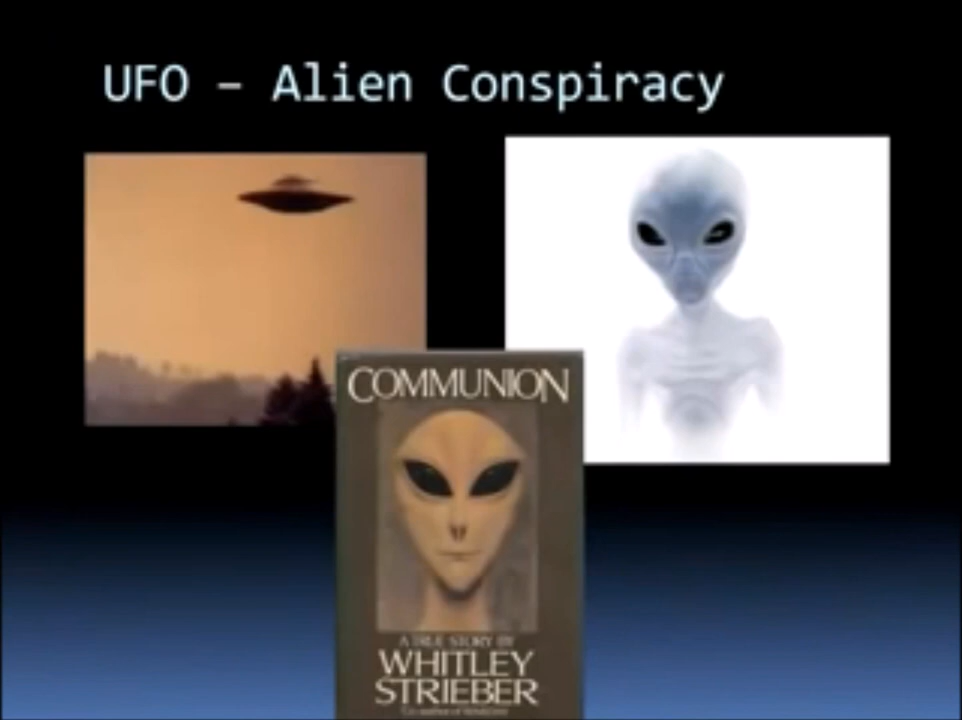 UFO – Alien Conspiracy
COMMUNION
A TRUE STORY BY
WHITLEY
STRIEBER